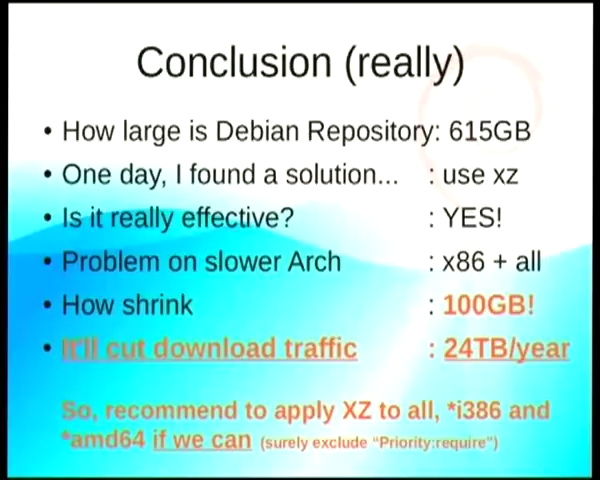 Conclusion (really)
• How large is Debian Repository: 615GB
• One day, I found a solution... : use xz
• Is it really effective? : YES!
• Problem on slower Arch : x86 + all
• How shrink : 100GB!
• It'll cut download traffic : 24TB/year
So, recommend to apply XZ to all, *i386 and
*amd64 if we can (surely exclude “Priority:require”)